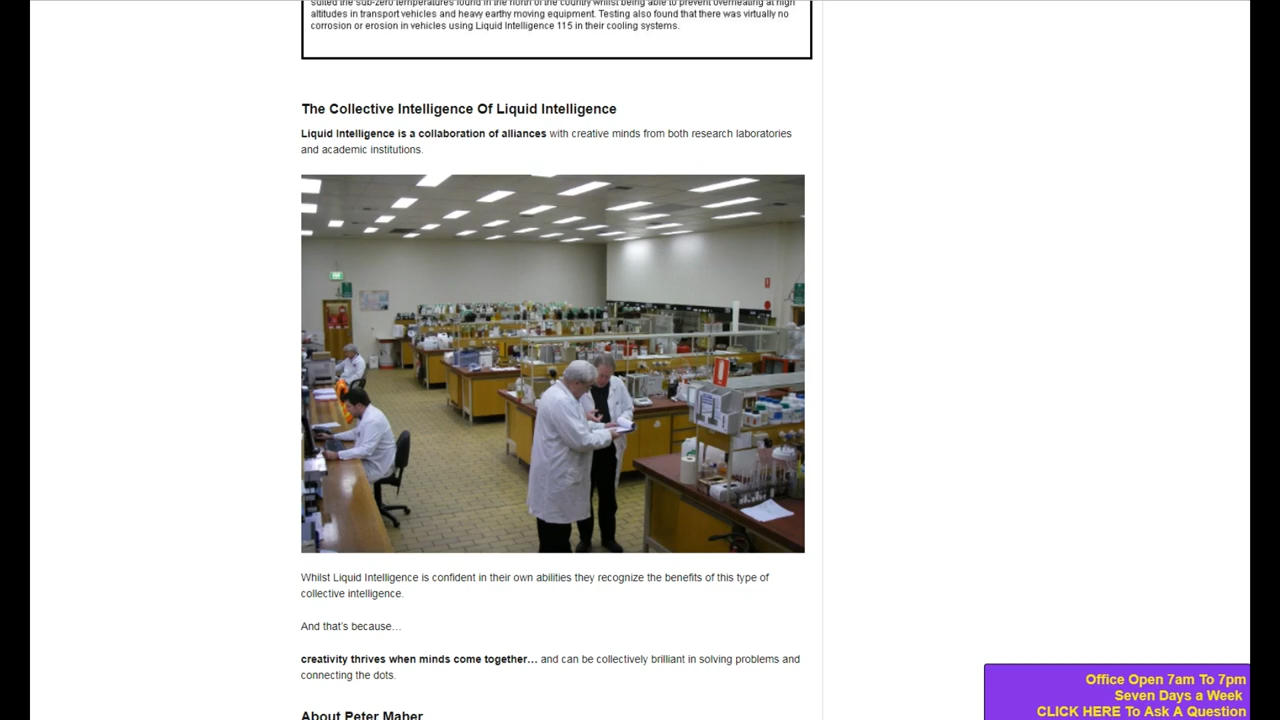 suited the sub-zero temperatures found in the north of the country whilst being able to prevent overheating at high
altitudes in transport vehicles and heavy earthy moving equipment. Testing also found that there was virtually no
corrosion or erosion in vehicles using Liquid Intelligence 115 in their cooling systems.
The Collective Intelligence Of Liquid Intelligence
Liquid Intelligence is a collaboration of alliances with creative minds from both research laboratories
and academic institutions.
Whilst Liquid Intelligence is confident in their own abilities they recognize the benefits of this type of
collective intelligence.
And that's because…
creativity thrives when minds come together… and can be collectively brilliant in solving problems and
connecting the dots.
About Peter Maher
Office Open 7am To 7pm
Seven Days a Week
CLICK HERE To Ask A Question